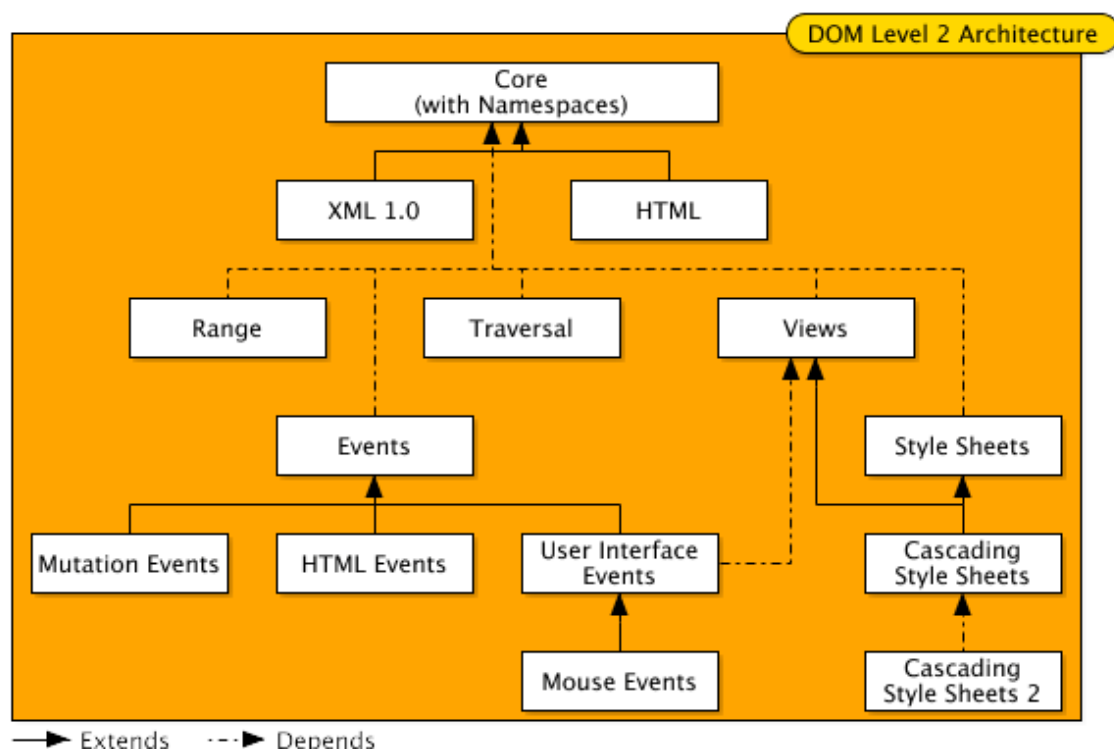 DOM Level 2 Architecture
Core
(with Namespaces)
XML 1.0
HTML
Range
Traversal
Views
Events
Style Sheets
Mutation Events
HTML Events
User Interface
Events
Cascading
Style Sheets
Mouse Events
Cascading
Style Sheets 2
Extends
Depends